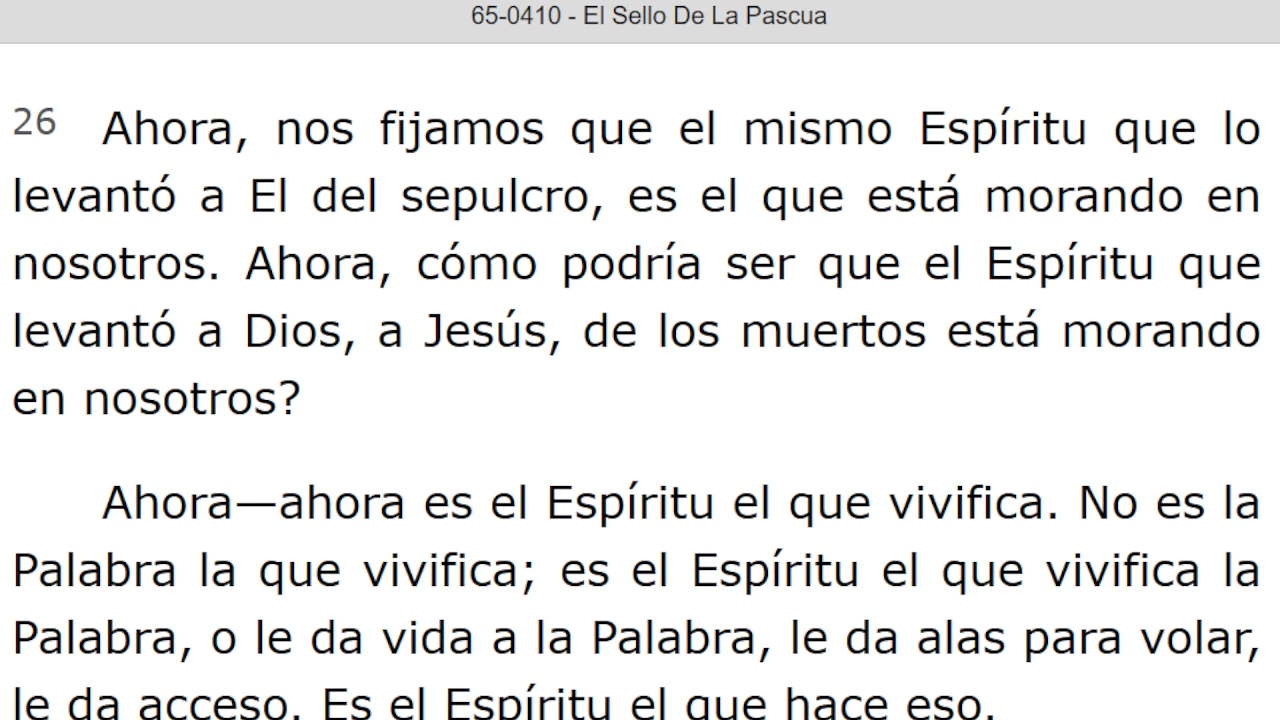 65-0410 - El Sello De La Pascua
26 Ahora, nos fijamos que el mismo Espíritu que lo
levantó a El del sepulcro, es el que está morando en
nosotros. Ahora, cómo podría ser que el Espíritu que
levantó a Dios, a Jesús, de los muertos está morando
en nosotros?
Ahora—ahora es el Espíritu el que vivifica. No es la
Palabra la que vivifica; es el Espíritu el que vivifica la
Palabra, o le da vida a la Palabra, le da alas para volar,
le da acceso. Es el Espíritu el que hace eso.